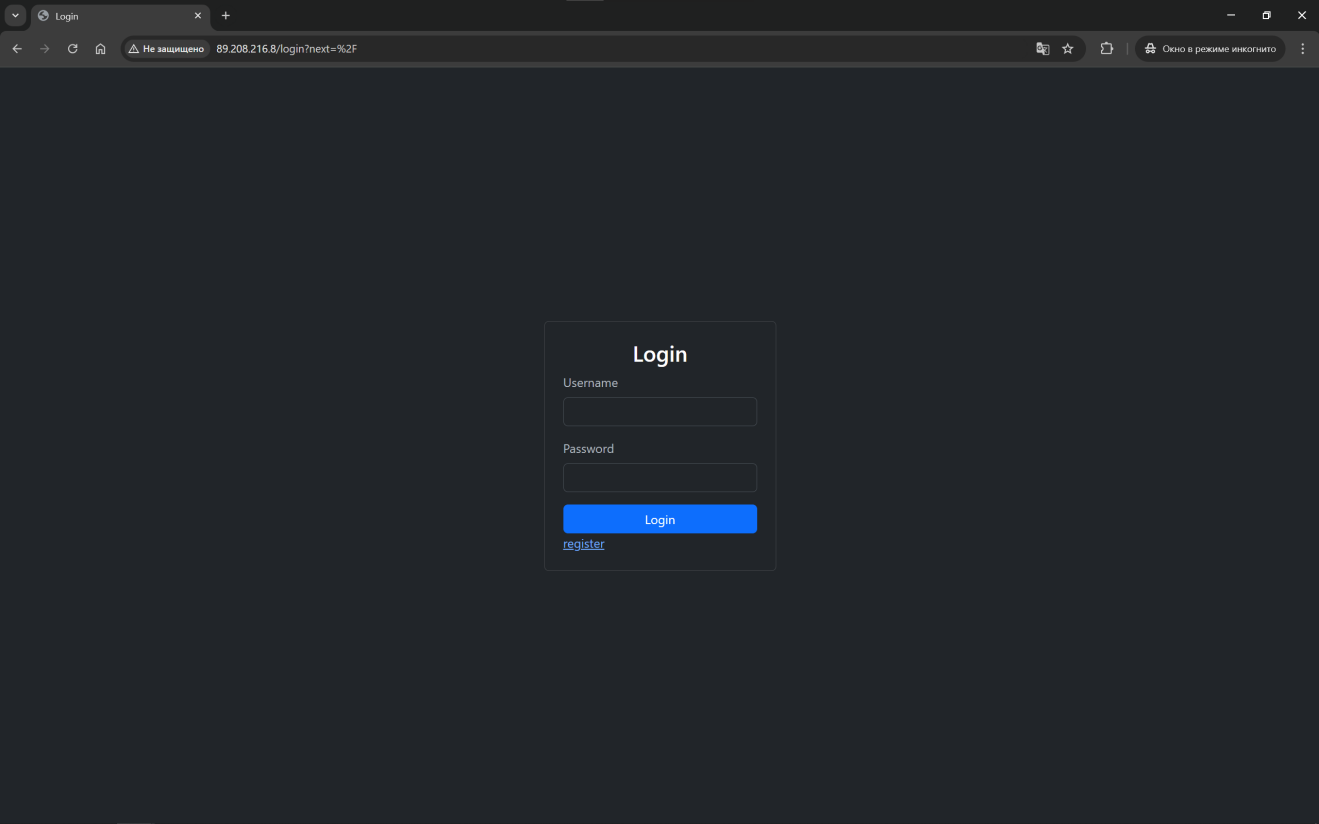 Login
Не защищено
89.208.216.8/login?next=%2F
Окно в режиме инкогнито
Login
Username
Password
Login
register